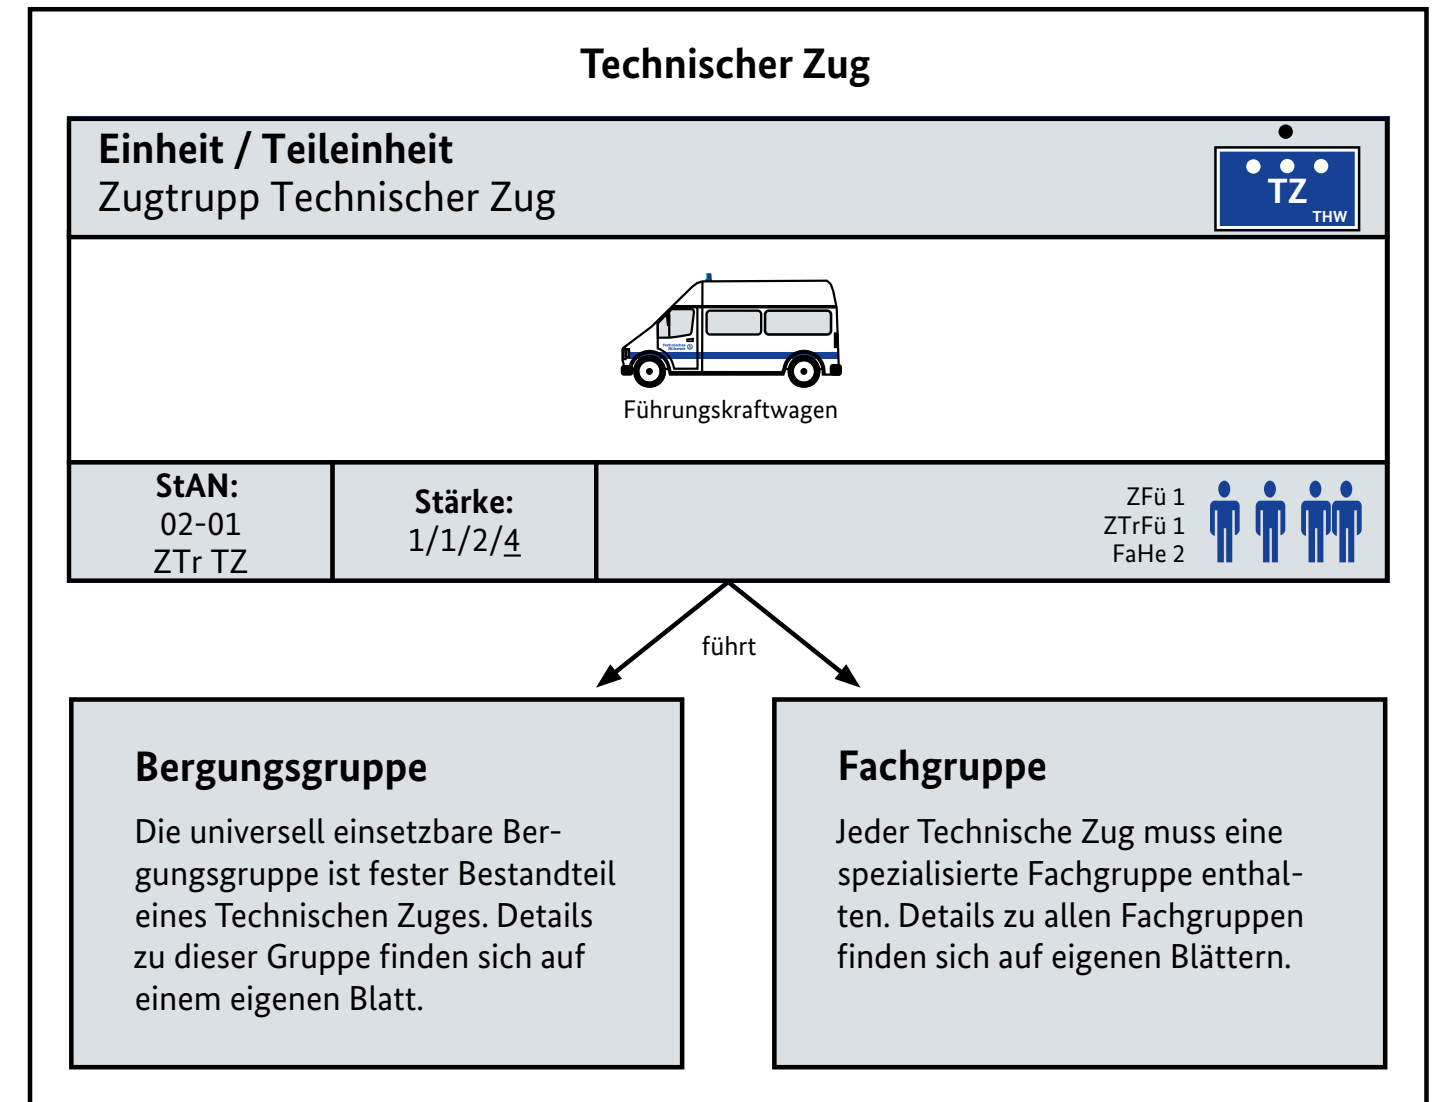 Technischer Zug
Einheit / Teileinheit
Zugtrupp Technischer Zug
TZ
THW
Führungskraftwagen
StAN:
02-01
ZTr TZ
Stärke:
1/1/2/4
ZFü 1
ZTrFü 1
FaHe 2
führt
Bergungsgruppe
Die universell einsetzbare Ber-
gungsgruppe ist fester Bestandteil
eines Technischen Zuges. Details
zu dieser Gruppe finden sich auf
einem eigenen Blatt.
Fachgruppe
Jeder Technische Zug muss eine
spezialisierte Fachgruppe enthal-
ten. Details zu allen Fachgruppen
finden sich auf eigenen Blättern.